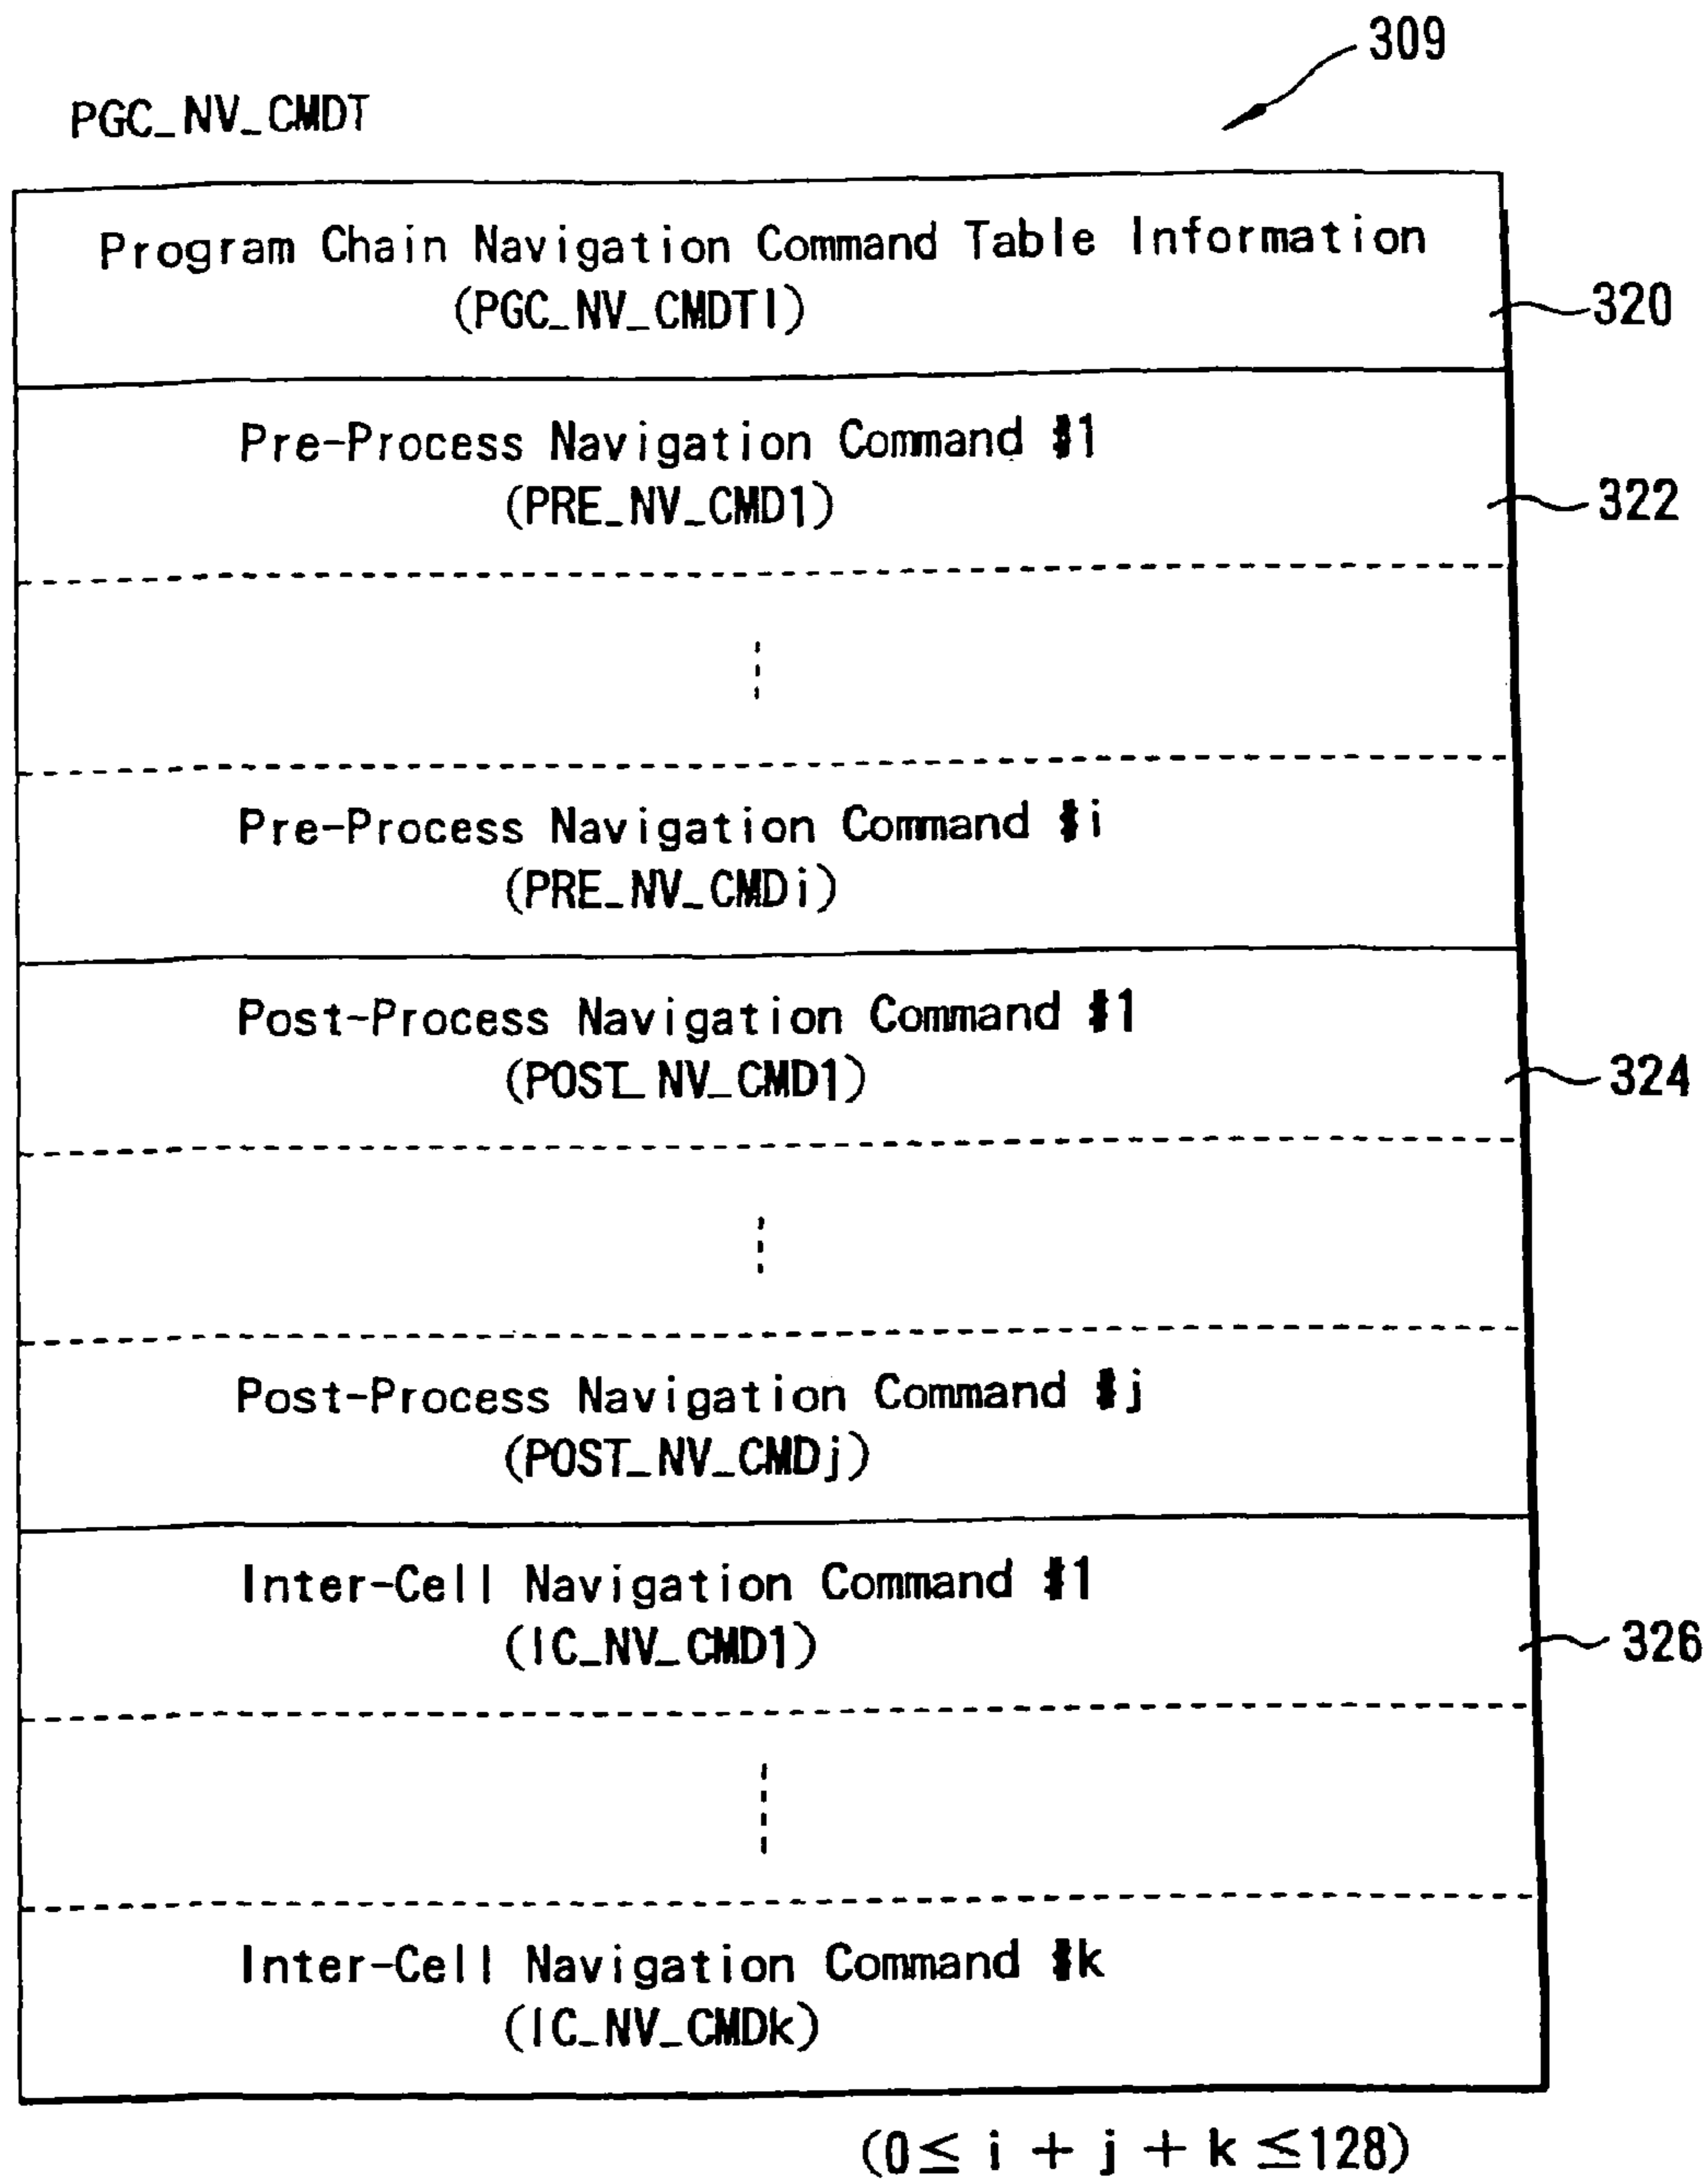 309
PGC_NV_CMDT
Program Chain Navigation Command Table Information
(PGC_NV_CMDTI)
320
Pre-Process Navigation Command #1
(PRE_NV_CMD1)
322
Pre-Process Navigation Command #i
(PRE_NV_CMDi)
Post-Process Navigation Command #1
(POST_NV_CMD1)
324
Post-Process Navigation Command #j
(POST_NV_CMDj)
Inter-Cell Navigation Command #1
(IC_NV_CMD1)
326
Inter-Cell Navigation Command #k
(IC_NV_CMDk)
(0≤ i + j + k ≤128)